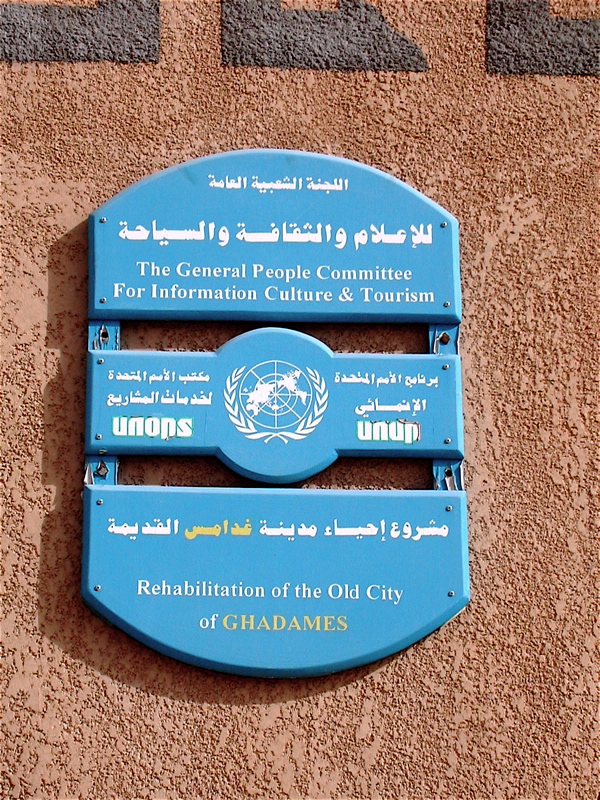 اللجنة الشعبية العامة
للإعلام والثقافة والسياحة
The General People Committee
For Information Culture & Tourism
برنامج الأمم المتحدة
الإنمائي
undp
مكتب الأمم المتحدة
لخدمات المشاريع
unops
مشروع إحياء مدينة غدامس القديمة
Rehabilitation of the Old City
of GHADAMES